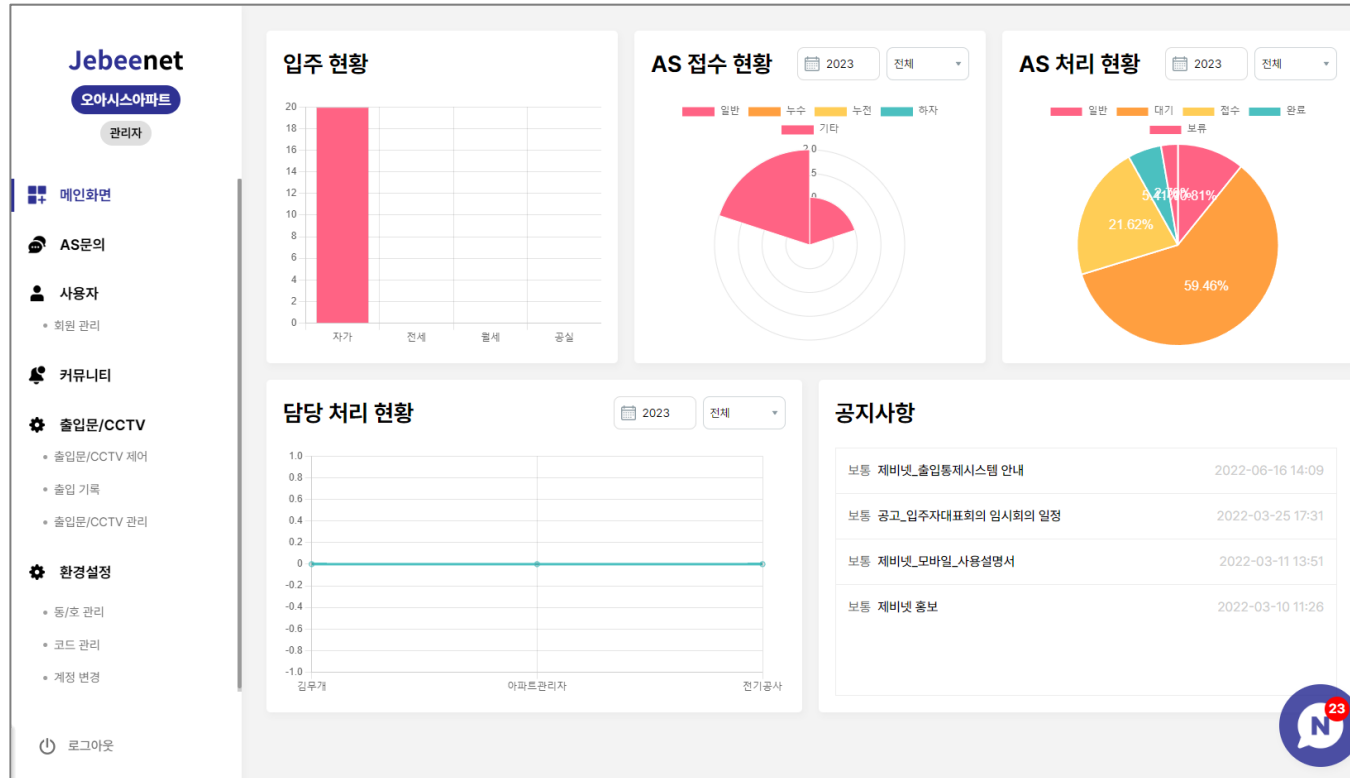 Jebeenet
오아시스아파트
관리자
메인화면
AS문의
사용자
회원 관리
커뮤니티
출입문/CCTV
출입문/CCTV 제어
출입 기록
출입문/CCTV 관리
환경설정
동/호 관리
코드 관리
계정 변경
로그아웃
입주 현황
20
18
16
14
12
10
8
6
4
2
0
자가 전세 월세 공실
AS 접수 현황 2023 전체
일반 누수 누전 하자
기타
2.0
AS 처리 현황 2023 전체
일반 대기 접수 완료
보류
21.62%
59.46%
담당 처리 현황 2023 전체
1.0
0.8
0.6
0.4
0.2
0
-0.2
-0.4
-0.6
-0.8
-1.0
김무개 아파트관리자 전기공사
공지사항
보통 제비넷_출입통제시스템 안내 2022-06-16 14:09
보통 공고_입주자대표회의 임시회의 일정 2022-03-25 17:31
보통 제비넷_모바일_사용설명서 2022-03-11 13:51
보통 제비넷 홍보 2022-03-10 11:26
N
23